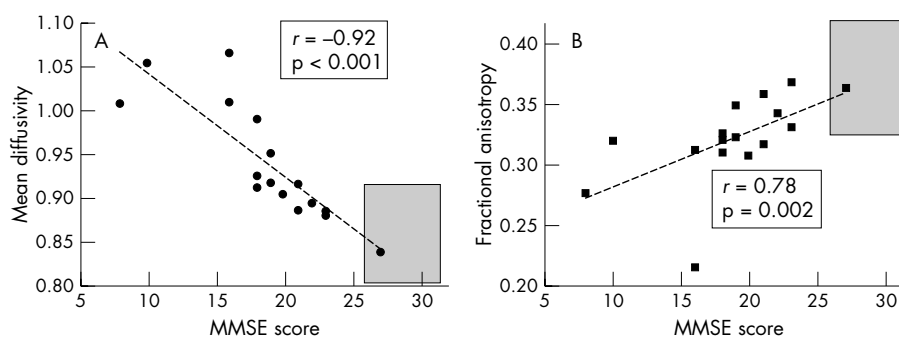 A
r = –0.92
p < 0.001
Mean diffusivity
1.10
1.05
1.00
0.95
0.90
0.85
0.80
5 10 15 20 25 30
MMSE score
B
r = 0.78
p = 0.002
Fractional anisotropy
0.40
0.35
0.30
0.25
0.20
5 10 15 20 25 30
MMSE score